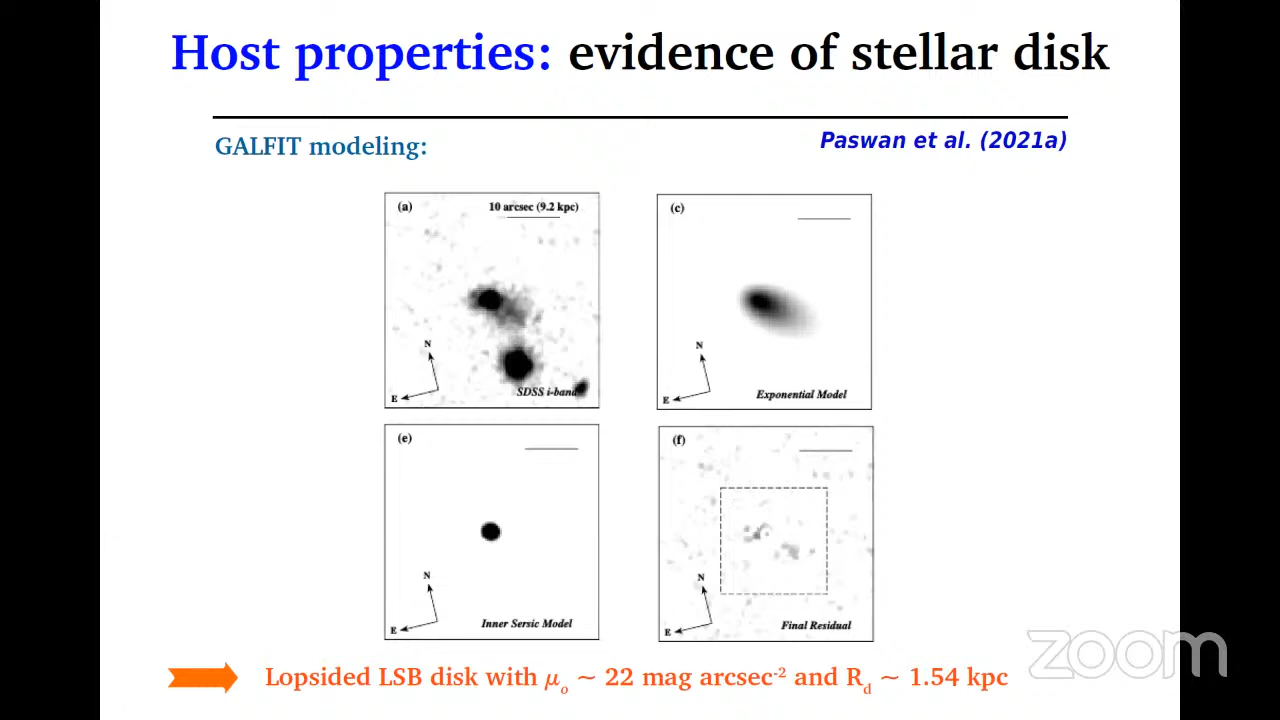 Host properties: evidence of stellar disk
GALFIT modeling:
Paswan et al. (2021a)
(a)
10 arcsec (9.2 kpc)
N
E
SDSS i-band
(c)
N
E
Exponential Model
(e)
N
E
Inner Sersic Model
(f)
N
E
Final Residual
zoom
Lopsided LSB disk with μₒ ~ 22 mag arcsec⁻² and R_d ~ 1.54 kpc